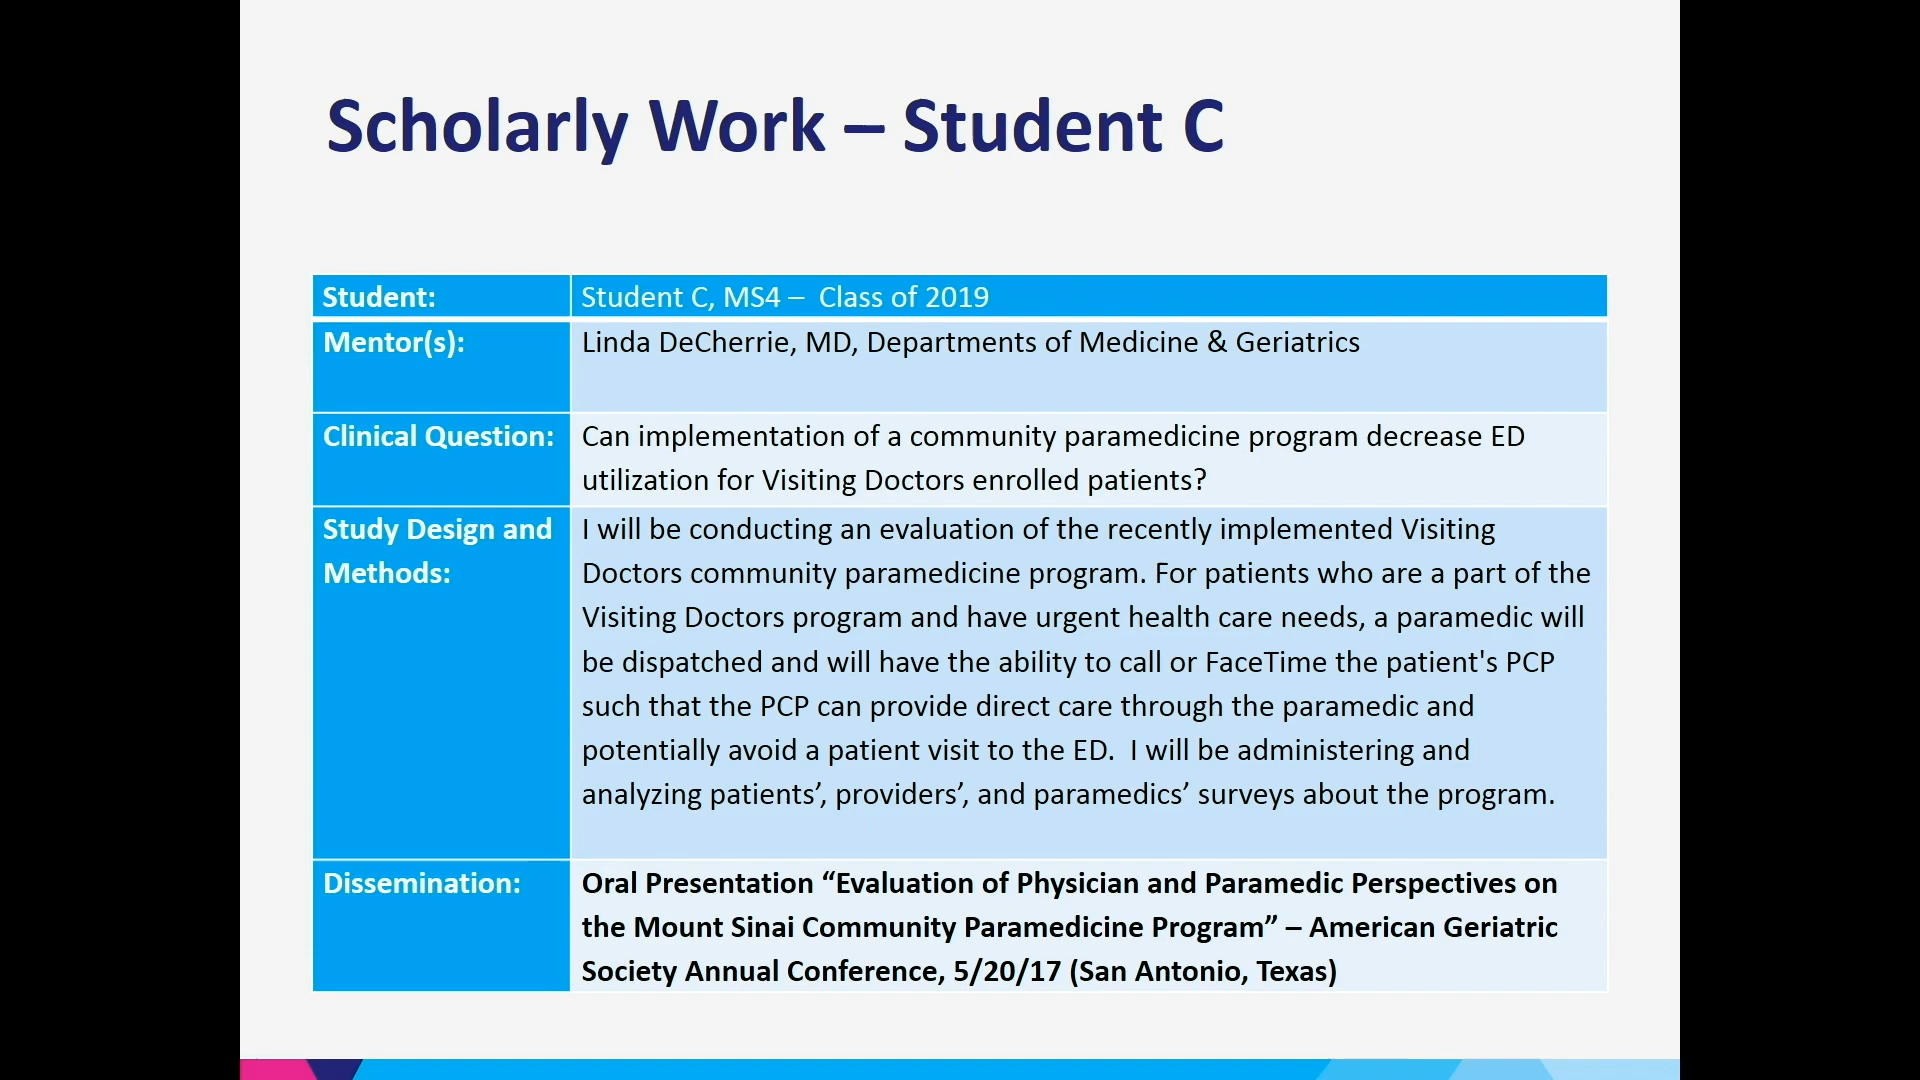 Scholarly Work – Student C
Student:
Student C, MS4 –  Class of 2019
Mentor(s):
Linda DeCherrie, MD, Departments of Medicine & Geriatrics
Clinical Question:
Can implementation of a community paramedicine program decrease ED
utilization for Visiting Doctors enrolled patients?
Study Design and
Methods:
I will be conducting an evaluation of the recently implemented Visiting
Doctors community paramedicine program. For patients who are a part of the
Visiting Doctors program and have urgent health care needs, a paramedic will
be dispatched and will have the ability to call or FaceTime the patient's PCP
such that the PCP can provide direct care through the paramedic and
potentially avoid a patient visit to the ED.  I will be administering and
analyzing patients’, providers’, and paramedics’ surveys about the program.
Dissemination:
Oral Presentation “Evaluation of Physician and Paramedic Perspectives on
the Mount Sinai Community Paramedicine Program” – American Geriatric
Society Annual Conference, 5/20/17 (San Antonio, Texas)